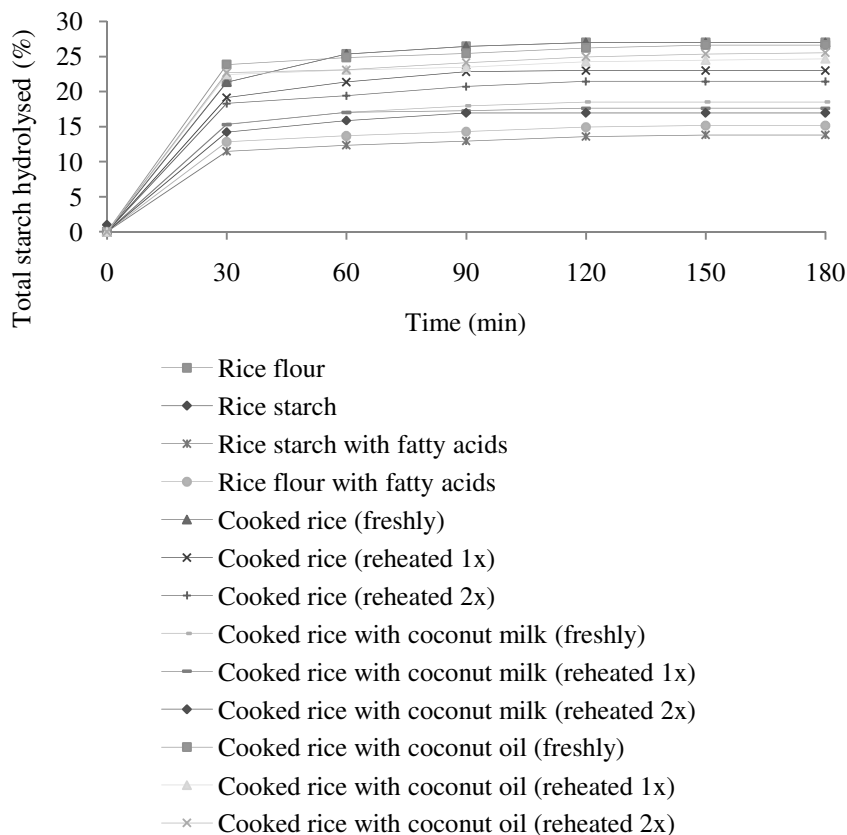 Total starch hydrolysed (%)
30
25
20
15
10
5
0
0 30 60 90 120 150 180
Time (min)
Rice flour
Rice starch
Rice starch with fatty acids
Rice flour with fatty acids
Cooked rice (freshly)
Cooked rice (reheated 1x)
Cooked rice (reheated 2x)
Cooked rice with coconut milk (freshly)
Cooked rice with coconut milk (reheated 1x)
Cooked rice with coconut milk (reheated 2x)
Cooked rice with coconut oil (freshly)
Cooked rice with coconut oil (reheated 1x)
Cooked rice with coconut oil (reheated 2x)